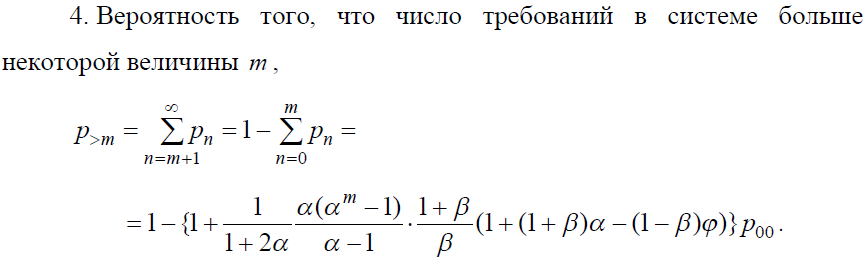 4. Вероятность того, что число требований в системе больше
некоторой величины m ,
p_{>m} = \sum_{n=m+1}^{\infty} p_n = 1 - \sum_{n=0}^{m} p_n =
= 1 - \{1 + \frac{1}{1+2\alpha} \frac{\alpha(\alpha^m - 1)}{\alpha - 1} \cdot \frac{1+\beta}{\beta} (1 + (1+\beta)\alpha - (1-\beta)\varphi)\} p_{00} .